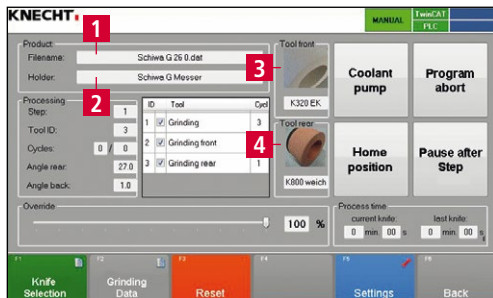 KNECHT.
MANUAL
TwinCAT
PLC
Product
1
Filename:
Schiwa G 26 0.dat
Holder:
Schiwa G Messer
2
Tool front
3
K320 EK
Coolant pump
Program abort
Processing
Step:
1
Tool ID:
3
Cycles:
0 / 0
Angle rear:
27.0
Angle back:
1.0
ID Tool Cycl
1 Grinding 3
2 Grinding front
3 Grinding rear 1
Tool rear
4
K800 weich
Home position
Pause after Step
Override
100 %
Process time
current knife:
last knife:
0 min. 00 s
0 min. 00 s
F1
Knife Selection
F2
Grinding Data
F3
Reset
F4
F5
Settings
Back